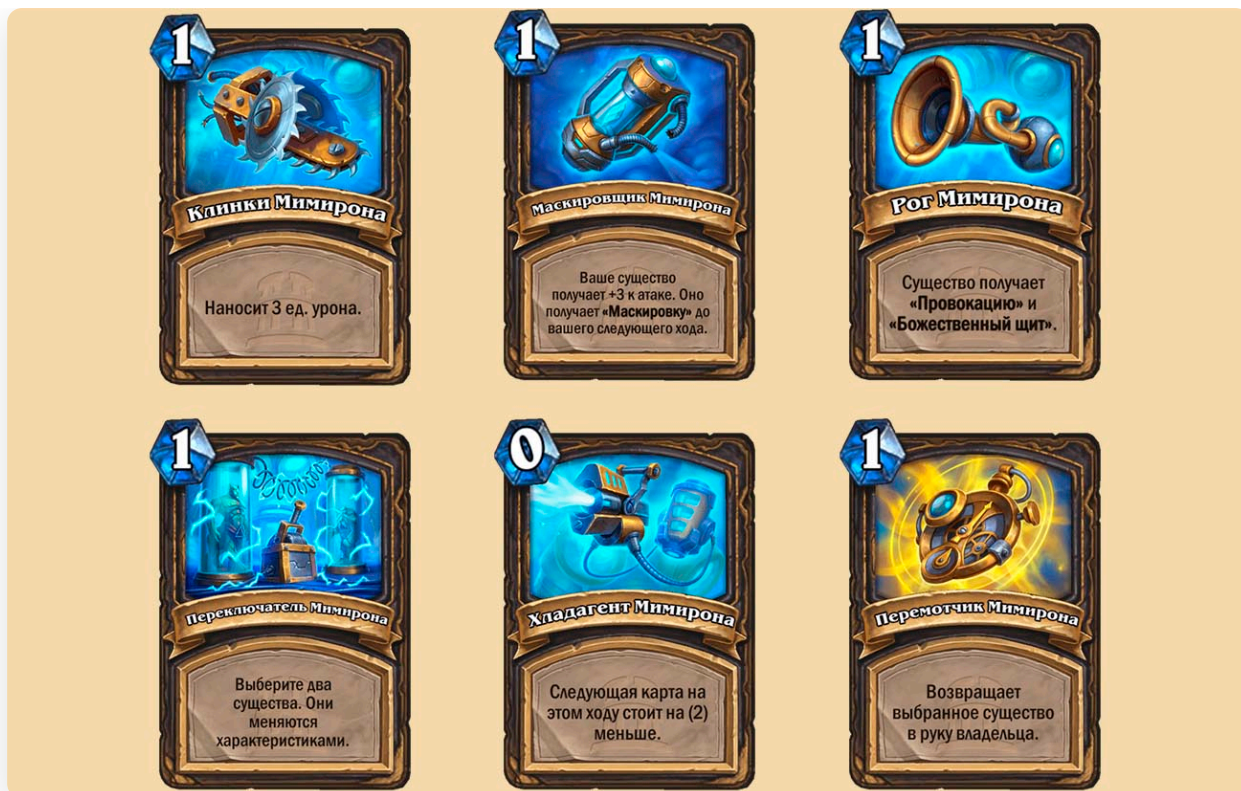 1
Клинки Мимирона
Наносит 3 ед. урона.
1
Маскировщик Мимирона
Ваше существо
получает +3 к атаке. Оно
получает «Маскировку» до
вашего следующего хода.
1
Рог Мимирона
Существо получает
«Провокацию» и
«Божественный щит».
1
Переключатель Мимирона
Выберите два
существа. Они
меняются
характеристиками.
0
Хладагент Мимирона
Следующая карта на
этом ходу стоит на (2)
меньше.
1
Перемотчик Мимирона
Возвращает
выбранное существо
в руку владельца.